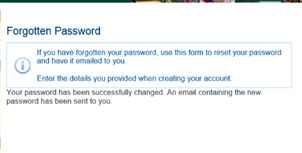 Forgotten Password
If you have forgotten your password, use this form to reset your password
and have it emailed to you.
Enter the details you provided when creating your account.
Your password has been successfully changed. An email containing the new
password has been sent to you.